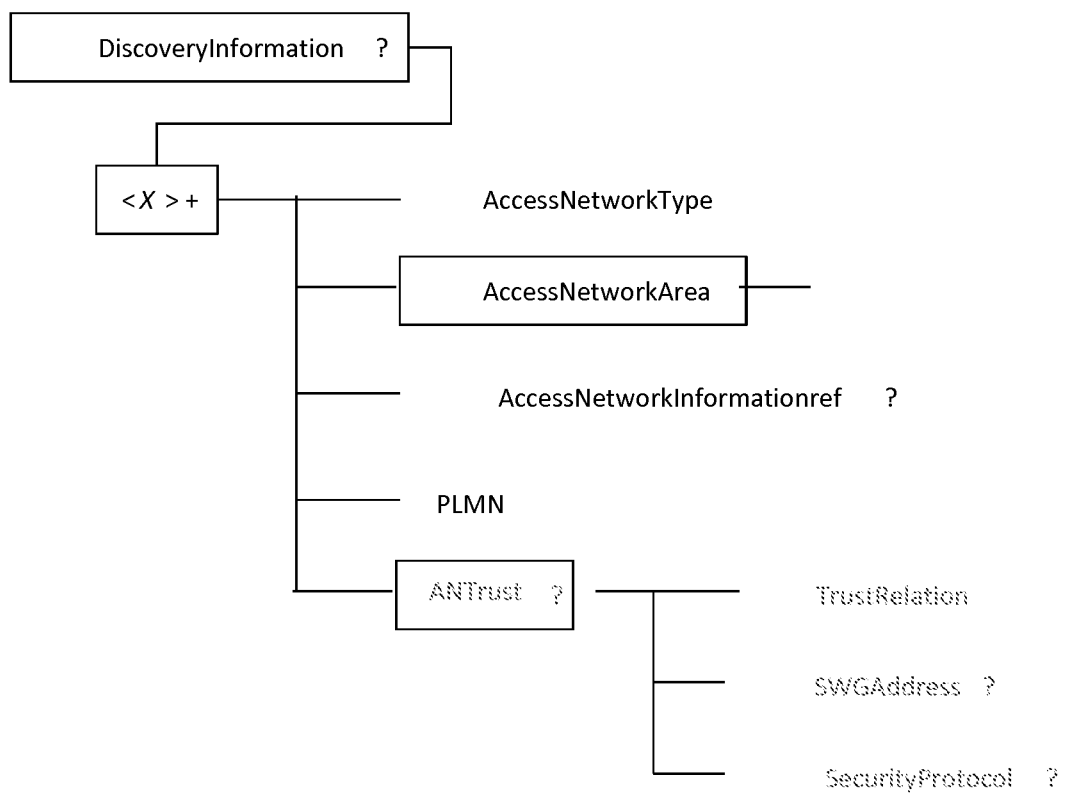 DiscoveryInformation ?
<X>+
AccessNetworkType
AccessNetworkArea
AccessNetworkInformationref ?
PLMN
ANTrust ?
TrustRelation
SWGAddress ?
SecurityProtocol ?